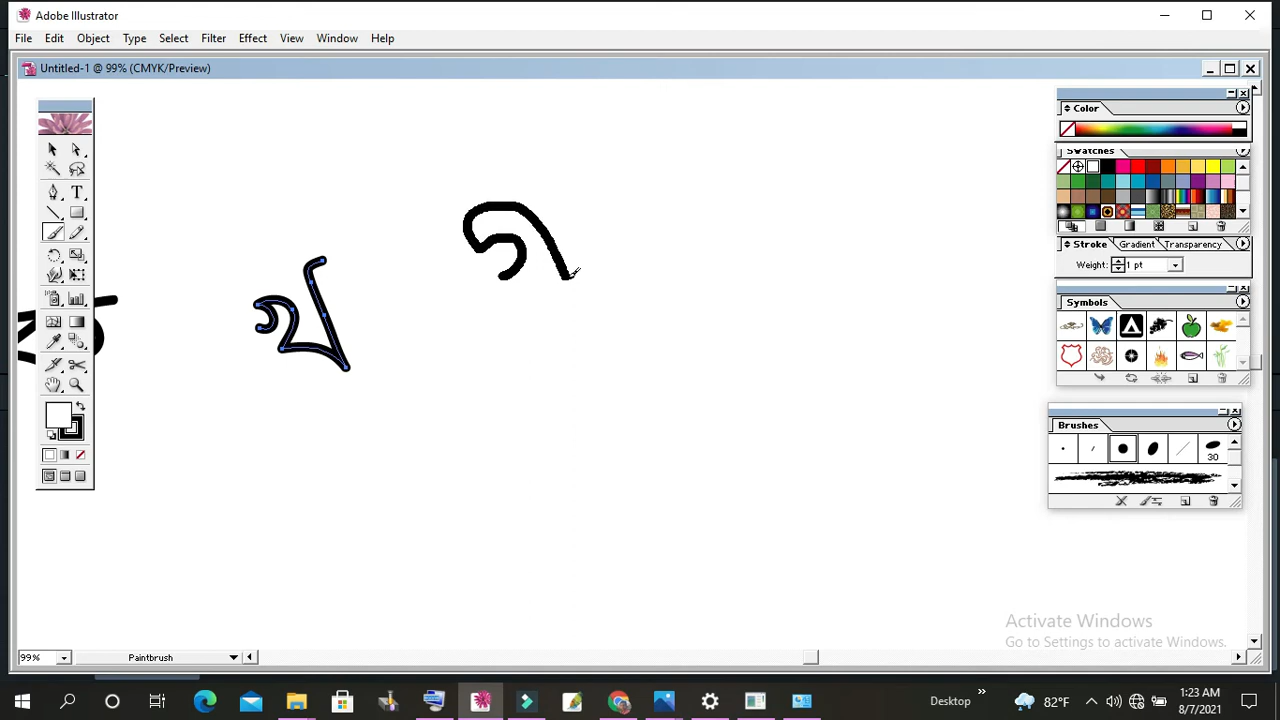 Adobe Illustrator
File Edit Object Type Select Filter Effect View Window Help
Untitled-1 @ 99% (CMYK/Preview)
Color
Swatches
Stroke Gradient Transparency
Weight: 1 pt
Symbols
Brushes
30
Activate Windows
Go to Settings to activate Windows.
99% Paintbrush
Desktop
82°F
1:23 AM
8/7/2021